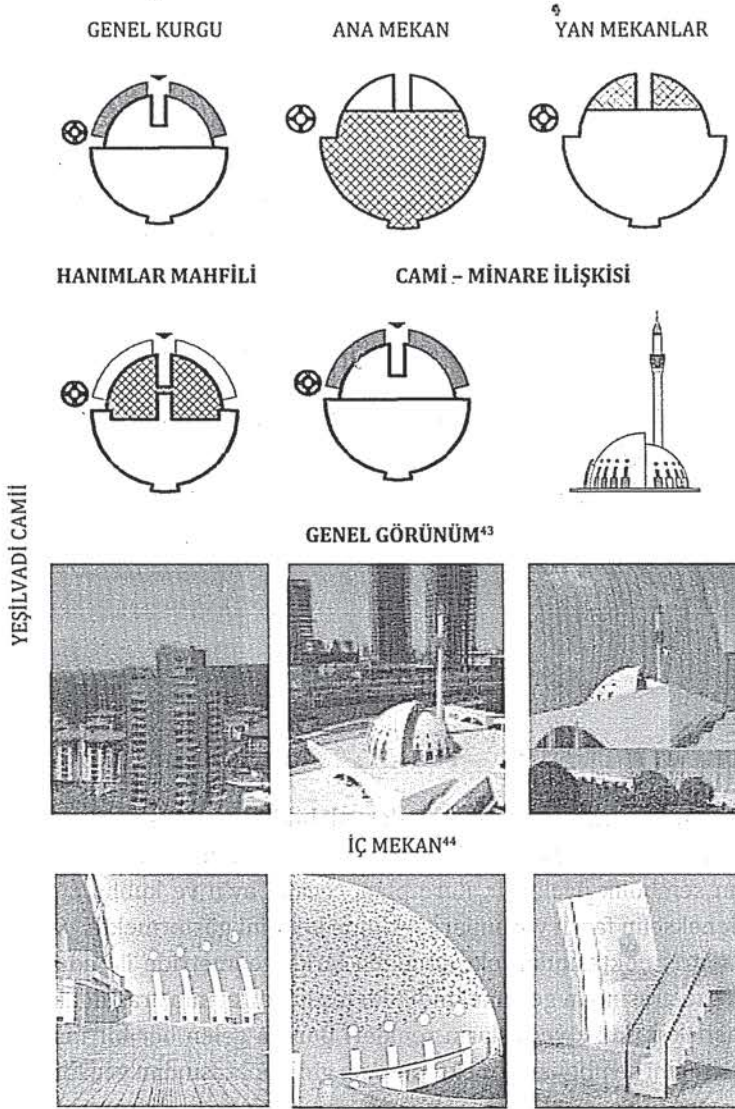 GENEL KURGU
ANA MEKAN
YAN MEKANLAR
HANIMLAR MAHFİLİ
CAMİ – MİNARE İLİŞKİSİ
YEŞİLVADİ CAMİİ
GENEL GÖRÜNÜM⁴³
İÇ MEKAN⁴⁴